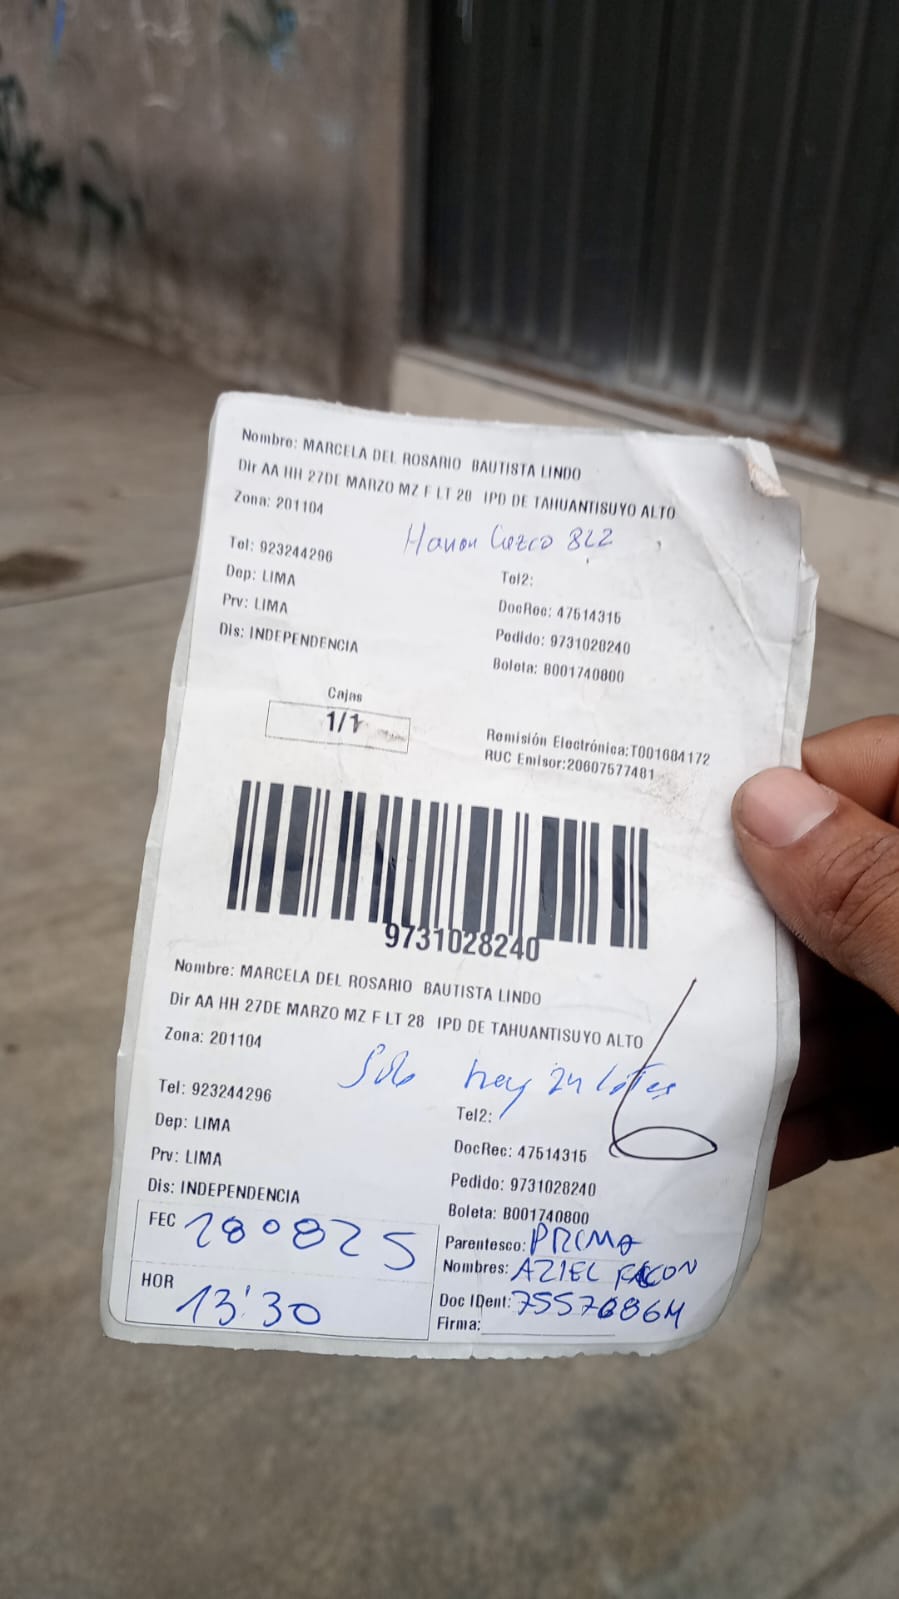 Nombre: MARCELA DEL ROSARIO BAUTISTA LINDO
Dir AA HH 27DE MARZO MZ F LT 28 IPD DE TAHUANTISUYO ALTO
Zona: 201104
Tel: 923244296
Tel2:
Dep: LIMA
DocRec: 47514315
Prv: LIMA
Pedido: 9731028240
Dis: INDEPENDENCIA
Boleta: B001740800
Cajas
1/1
Remisión Electrónica:T001684172
RUC Emisor:20607577481
9731028240
Nombre: MARCELA DEL ROSARIO BAUTISTA LINDO
Dir AA HH 27DE MARZO MZ F LT 28 IPD DE TAHUANTISUYO ALTO
Zona: 201104
Solo hay 24 lotes
Tel: 923244296
Tel2:
Dep: LIMA
DocRec: 47514315
Prv: LIMA
Pedido: 9731028240
Dis: INDEPENDENCIA
Boleta: B001740800
FEC 280825
Parentesco: PRIMA
Nombres: AZIEL
HOR 13:30
Doc IDent:
Firma: